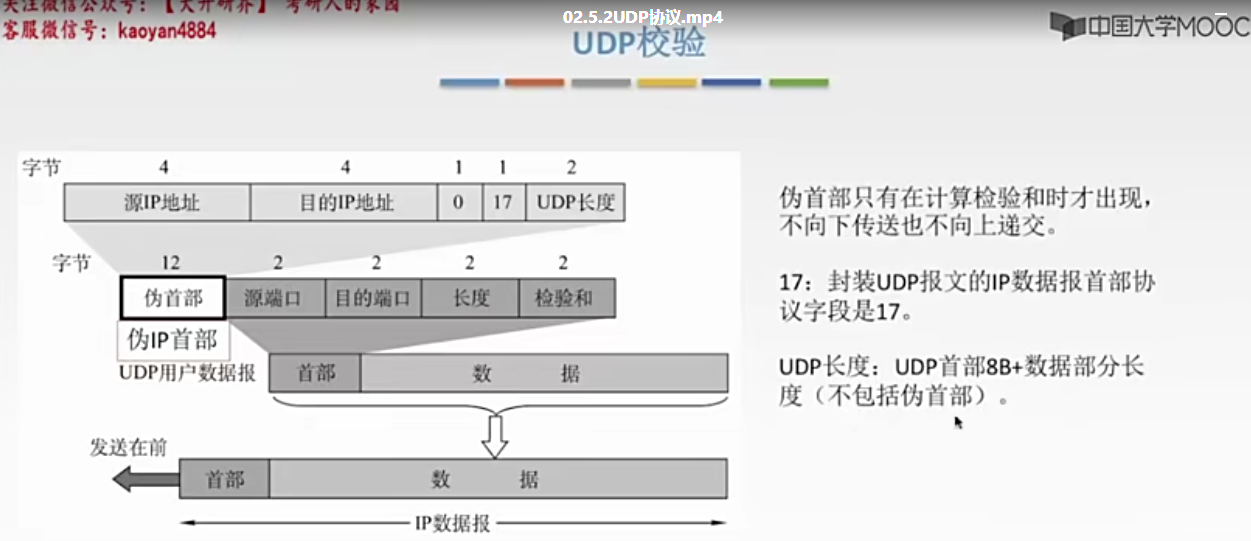 关注微信公众号:【大开研界】 考研人的家园
客服微信号: kaoyan4884
02.5.2UDP协议.mp4
中国大学MOOC
UDP校验
字节 4 4 1 1 2
源IP地址 目的IP地址 0 17 UDP长度
字节 12 2 2 2 2
伪首部 源端口 目的端口 长度 检验和
伪IP首部
UDP用户数据报 首部 数 据
发送在前
首部 数 据
IP数据报
伪首部只有在计算检验和时才出现,
不向下传送也不向上递交。
17:封装UDP报文的IP数据报首部协
议字段是17。
UDP长度:UDP首部8B+数据部分长
度(不包括伪首部)。